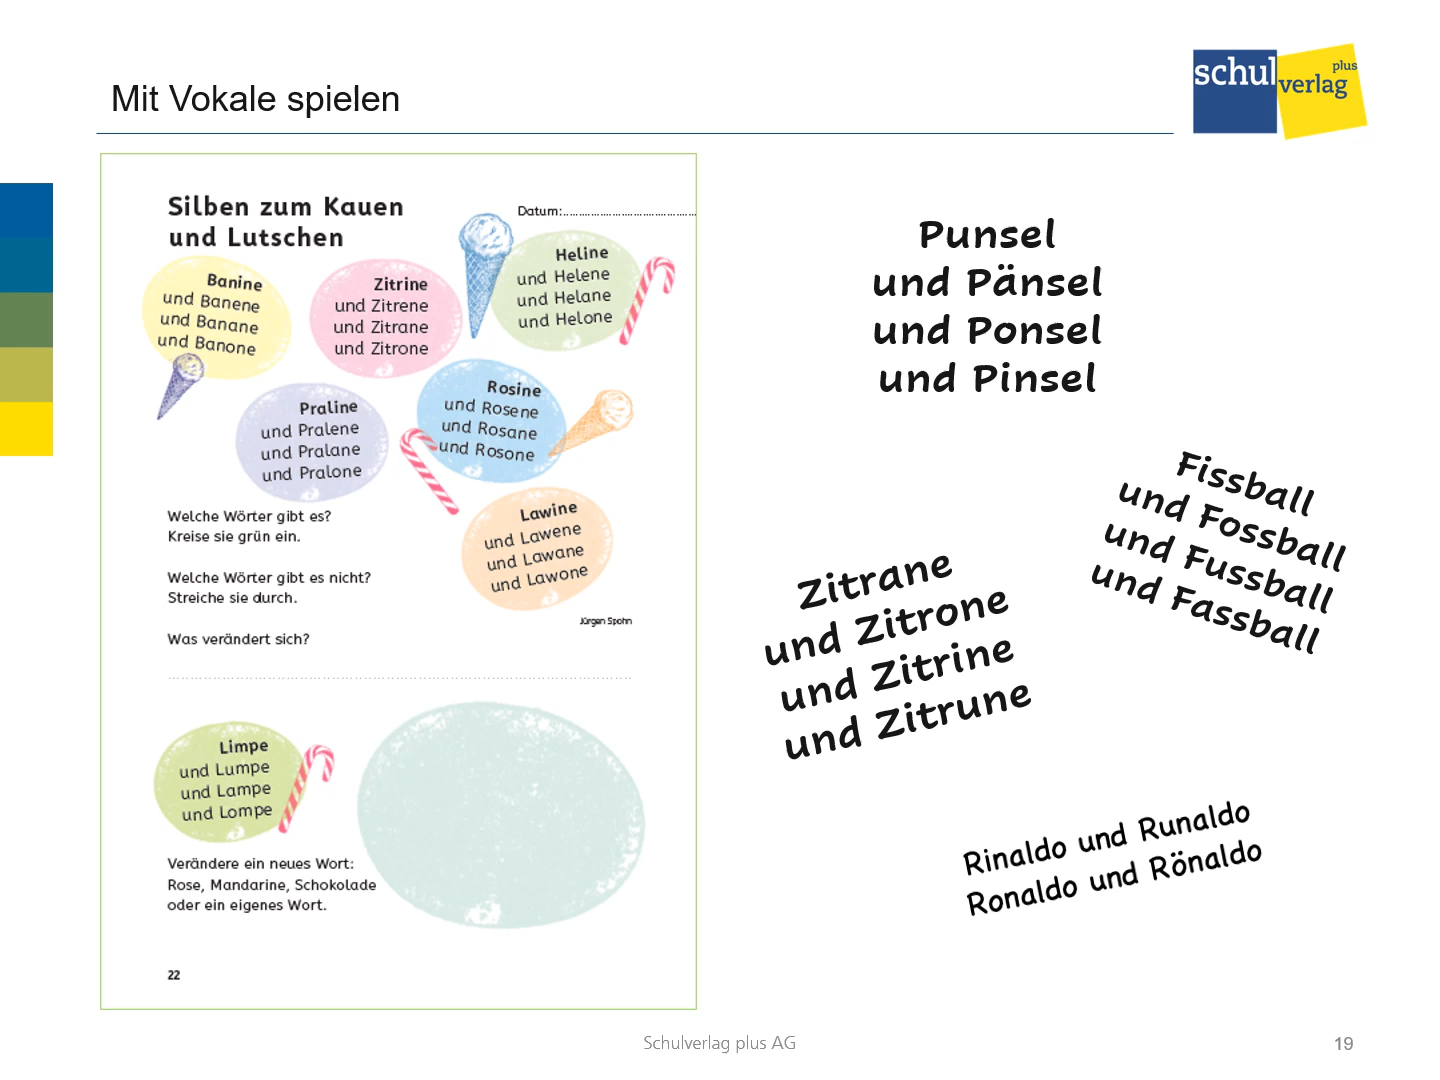 Mit Vokale spielen
schul
verlag
plus
Silben zum Kauen
und Lutschen
Datum:..........................................
Banine
und Banene
und Banane
und Banone
Zitrine
und Zitrene
und Zitrane
und Zitrone
Heline
und Helene
und Helane
und Helone
Praline
und Pralene
und Pralane
und Pralone
Rosine
und Rosene
und Rosane
und Rosone
Lawine
und Lawene
und Lawane
und Lawone
Welche Wörter gibt es?
Kreise sie grün ein.
Welche Wörter gibt es nicht?
Streiche sie durch.
Was verändert sich?
Jürgen Spohn
Limpe
und Lumpe
und Lampe
und Lompe
Verändere ein neues Wort:
Rose, Mandarine, Schokolade
oder ein eigenes Wort.
22
Punsel
und Pänsel
und Ponsel
und Pinsel
Fissball
und Fossball
und Fussball
und Fassball
Zitrane
und Zitrone
und Zitrine
und Zitrune
Rinaldo und Runaldo
Ronaldo und Rönaldo
Schulverlag plus AG
19